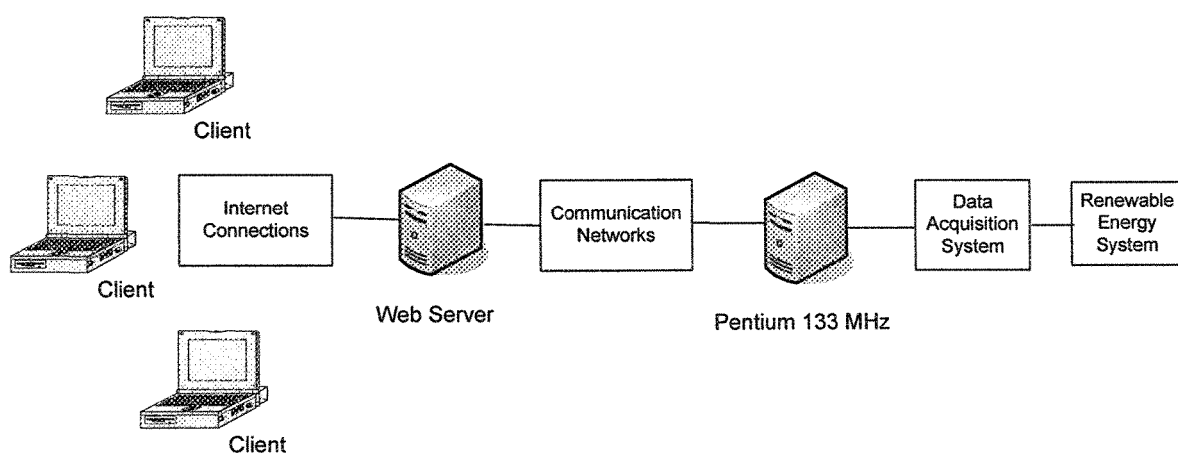 Client
Client
Client
Internet
Connections
Web Server
Communication
Networks
Pentium 133 MHz
Data
Acquisition
System
Renewable
Energy
System